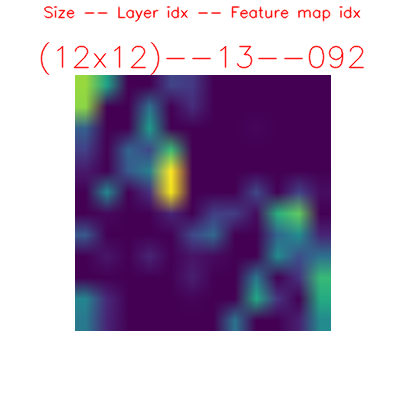 Size -- Layer idx -- Feature map idx
(12x12)--13--092